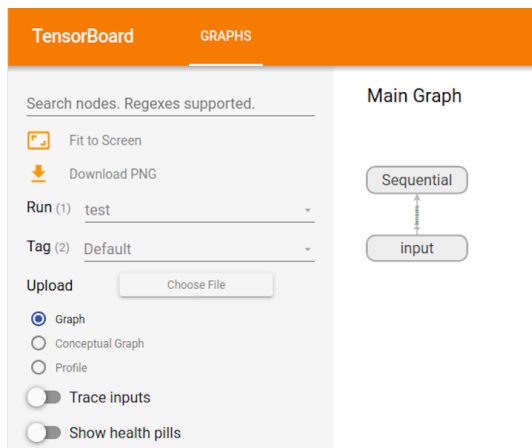 TensorBoard GRAPHS
Search nodes. Regexes supported.
Fit to Screen
Download PNG
Run (1) test
Tag (2) Default
Upload Choose File
Graph
Conceptual Graph
Profile
Trace inputs
Show health pills
Main Graph
Sequential
input